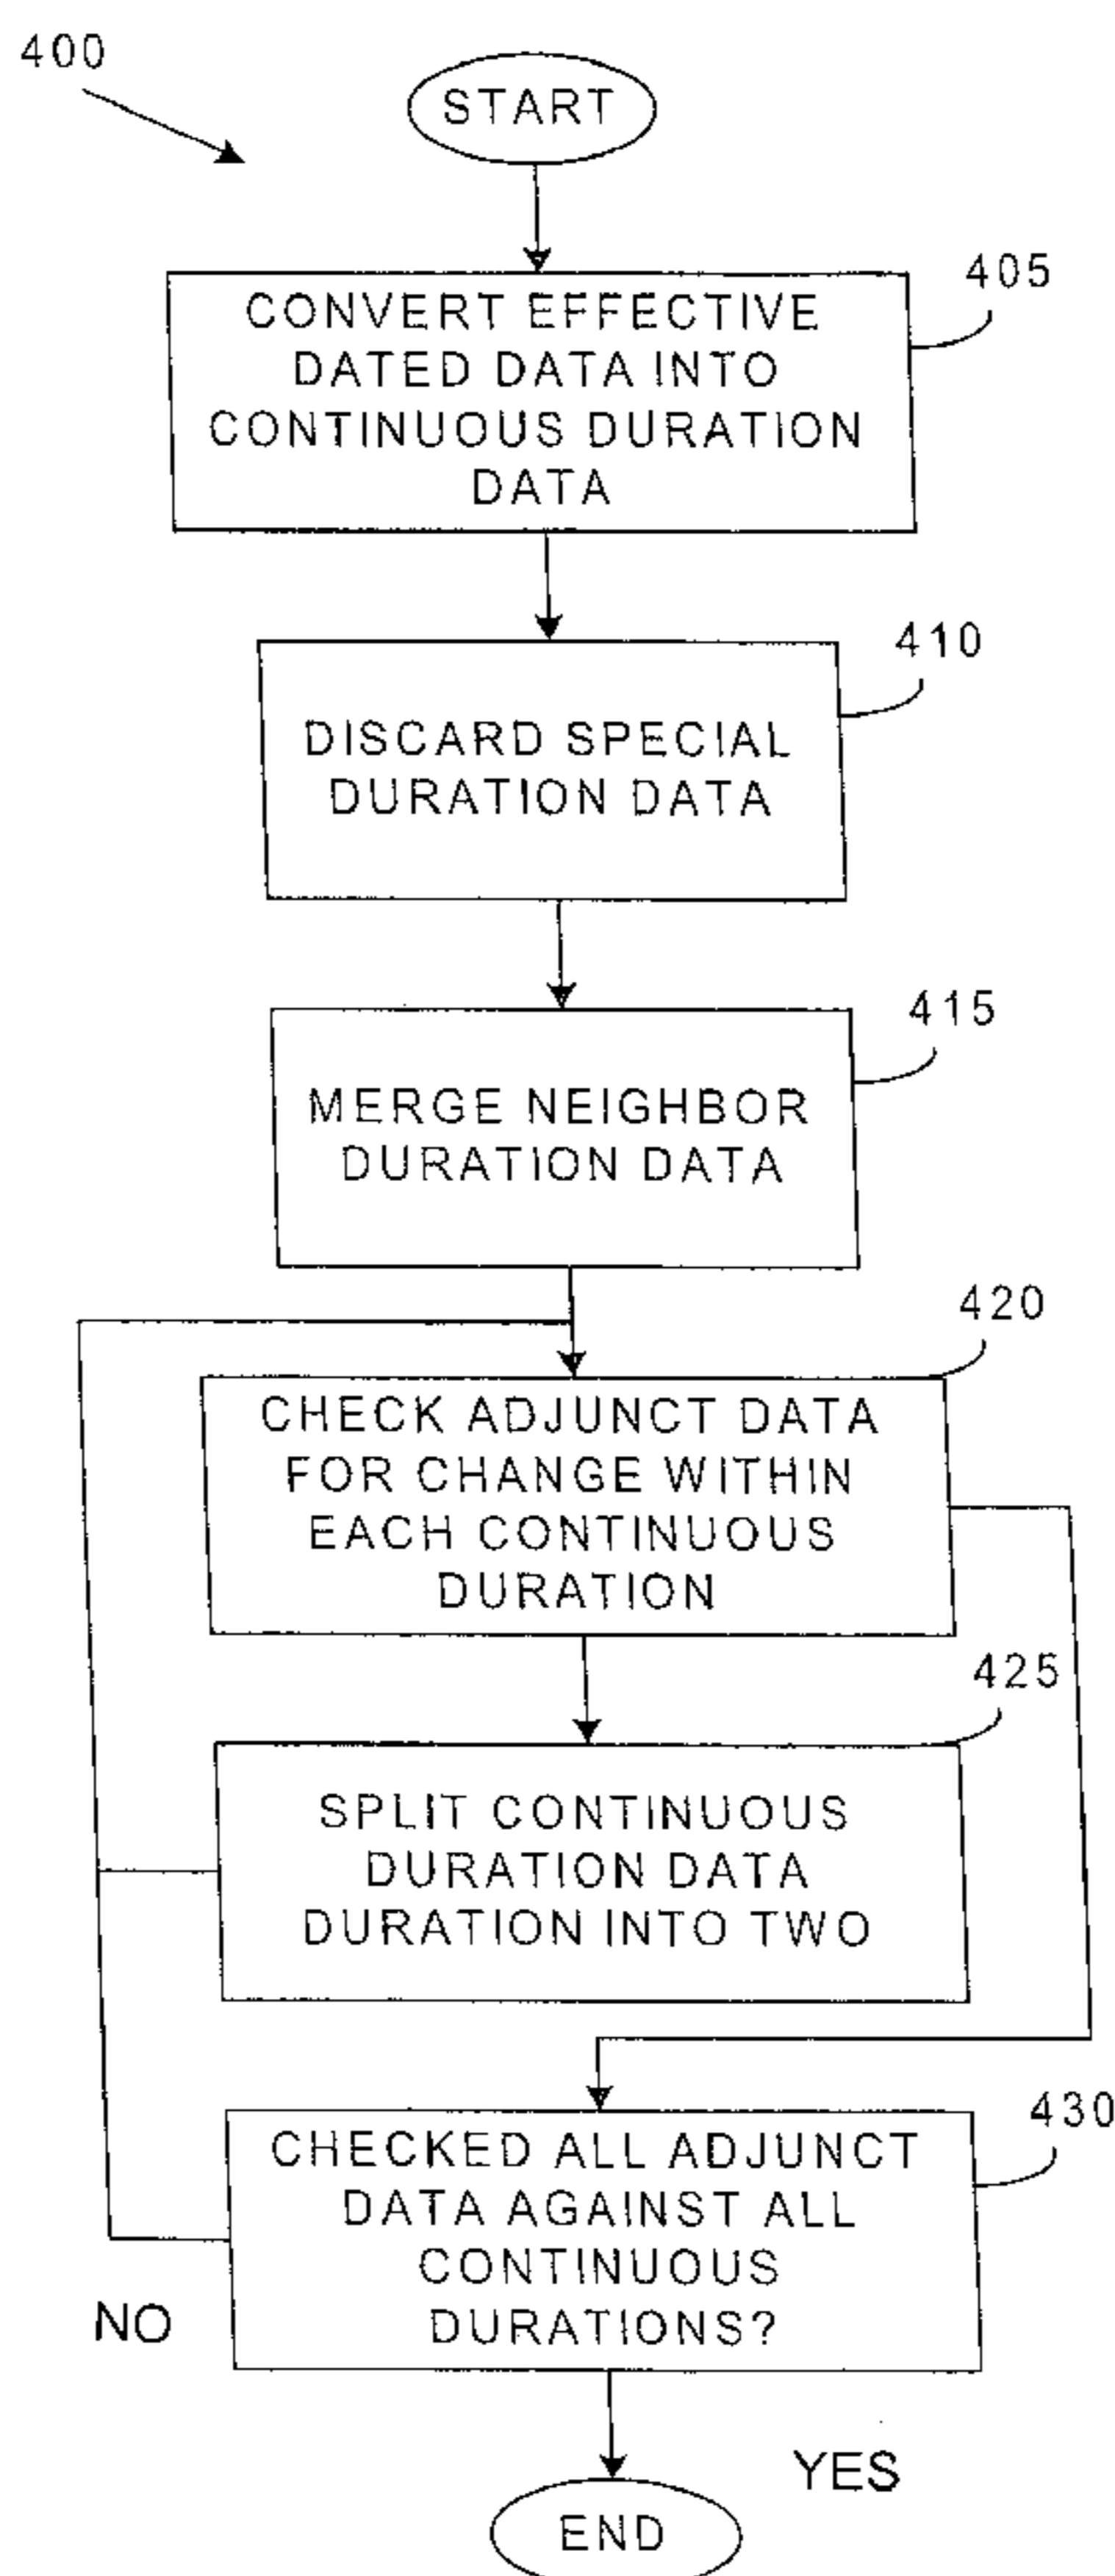 400
START
405
CONVERT EFFECTIVE
DATED DATA INTO
CONTINUOUS DURATION
DATA
410
DISCARD SPECIAL
DURATION DATA
415
MERGE NEIGHBOR
DURATION DATA
420
CHECK ADJUNCT DATA
FOR CHANGE WITHIN
EACH CONTINUOUS
DURATION
425
SPLIT CONTINUOUS
DURATION DATA
DURATION INTO TWO
430
CHECKED ALL ADJUNCT
DATA AGAINST ALL
CONTINUOUS
DURATIONS?
NO
YES
END